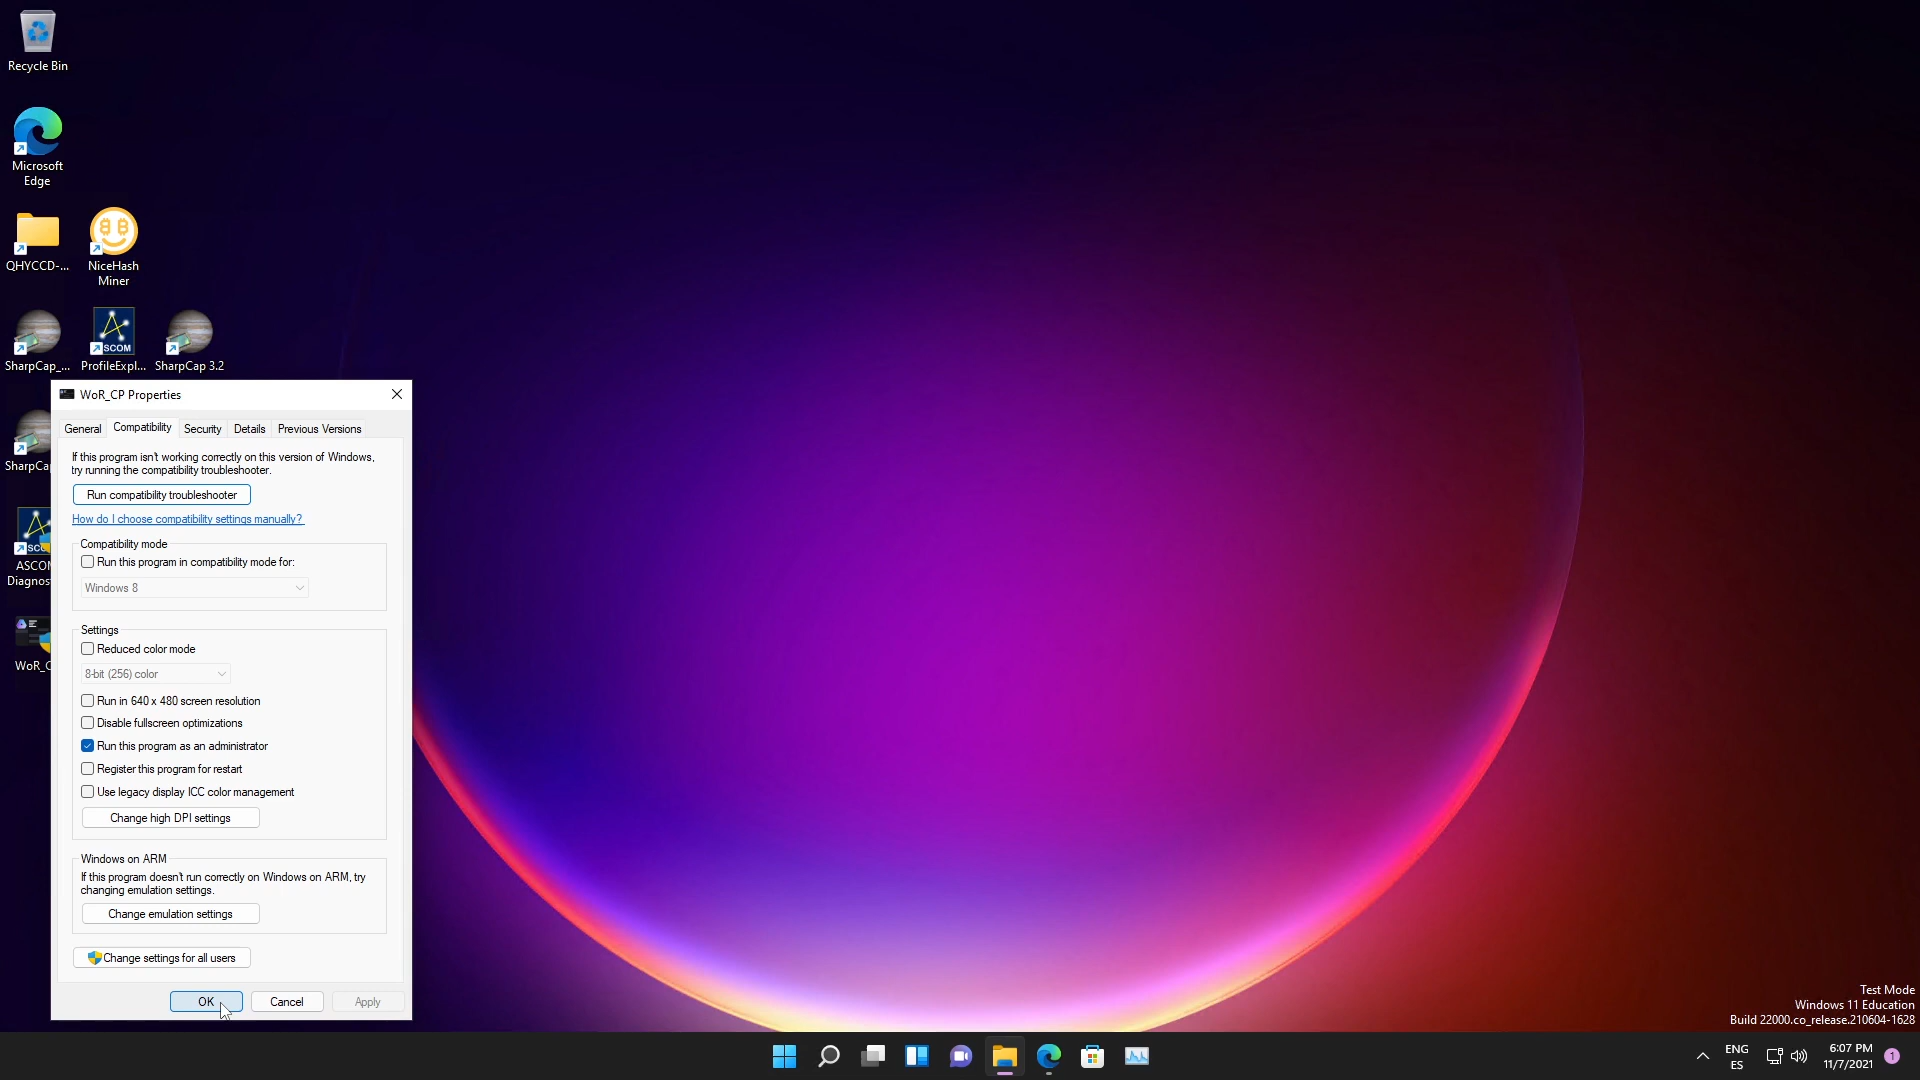 Recycle Bin
Microsoft
Edge
QHYCCD-...
NiceHash
Miner
SCOM
SharpCap_...
ProfileExpl...
SharpCap 3.2
WoR_CP Properties
General
Compatibility
Security
Details
Previous Versions
If this program isn't working correctly on this version of Windows,
try running the compatibility troubleshooter.
Run compatibility troubleshooter
How do I choose compatibility settings manually?
Compatibility mode
Run this program in compatibility mode for:
Windows 8
Settings
Reduced color mode
8-bit (256) color
Run in 640 x 480 screen resolution
Disable fullscreen optimizations
Run this program as an administrator
Register this program for restart
Use legacy display ICC color management
Change high DPI settings
Windows on ARM
If this program doesn't run correctly on Windows on ARM, try
changing emulation settings.
Change emulation settings
Change settings for all users
OK
Cancel
Apply
SharpCa
ASCO
Diagnos
WoR_C
Test Mode
Windows 11 Education
Build 22000.co_release.210604-1628
ENG
ES
6:07 PM
11/7/2021
1